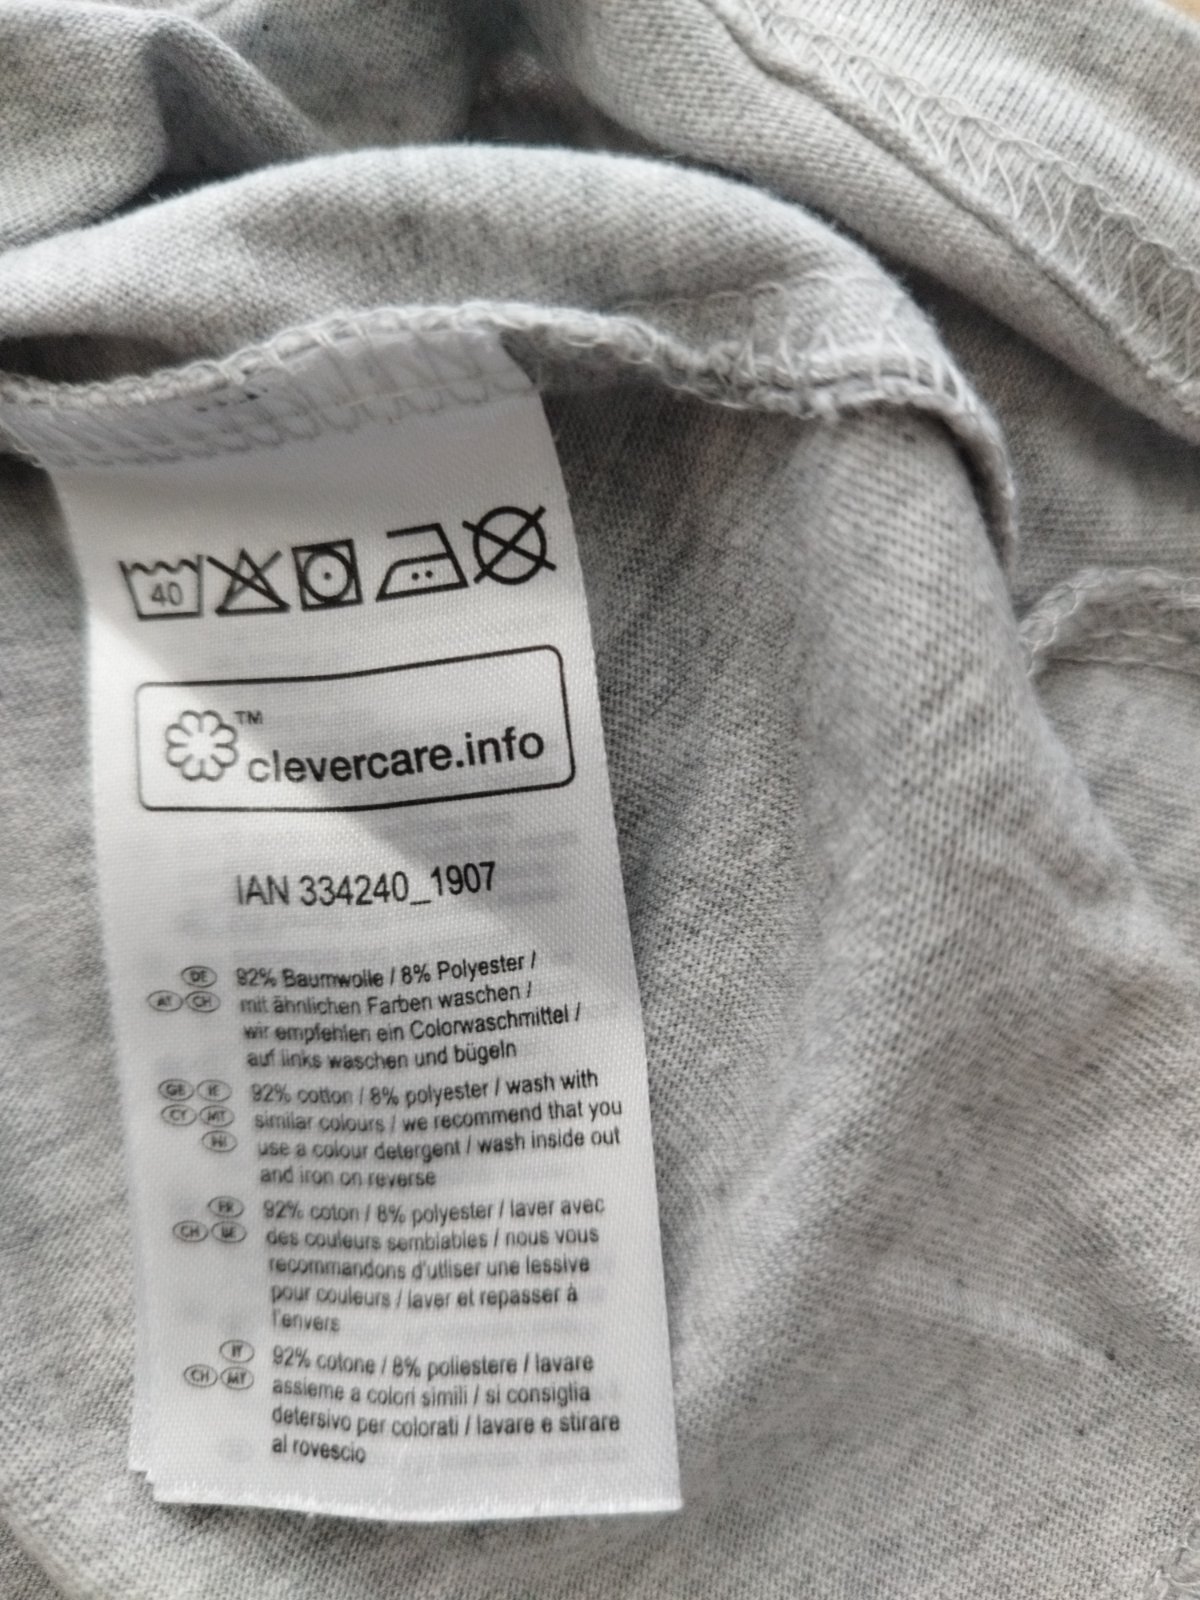 40
TM
clevercare.info
IAN 334240_1907
DE 92% Baumwolle / 8% Polyester /
AT CH mit ähnlichen Farben waschen /
wir empfehlen ein Colorwaschmittel /
auf links waschen und bügeln
GB IE 92% cotton / 8% polyester / wash with
CY MT similar colours / we recommend that you
NI use a colour detergent / wash inside out
and iron on reverse
FR 92% coton / 8% polyester / laver avec
CH BE des couleurs semblables / nous vous
recommandons d'utliser une lessive
pour couleurs / laver et repasser à
l'envers
IT 92% cotone / 8% poliestere / lavare
CH MT assieme a colori simili / si consiglia
detersivo per colorati / lavare e stirare
al rovescio